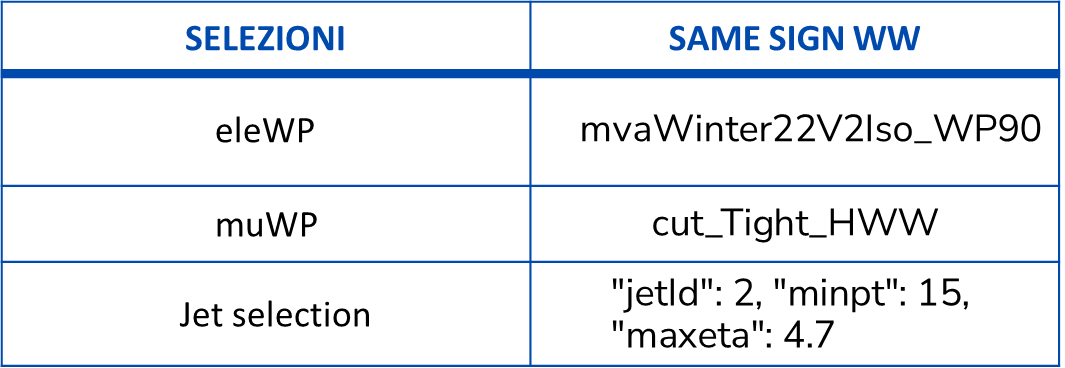 SELEZIONI
SAME SIGN WW
eleWP
mvaWinter22V2Iso_WP90
muWP
cut_Tight_HWW
Jet selection
"jetId": 2, "minpt": 15,
"maxeta": 4.7